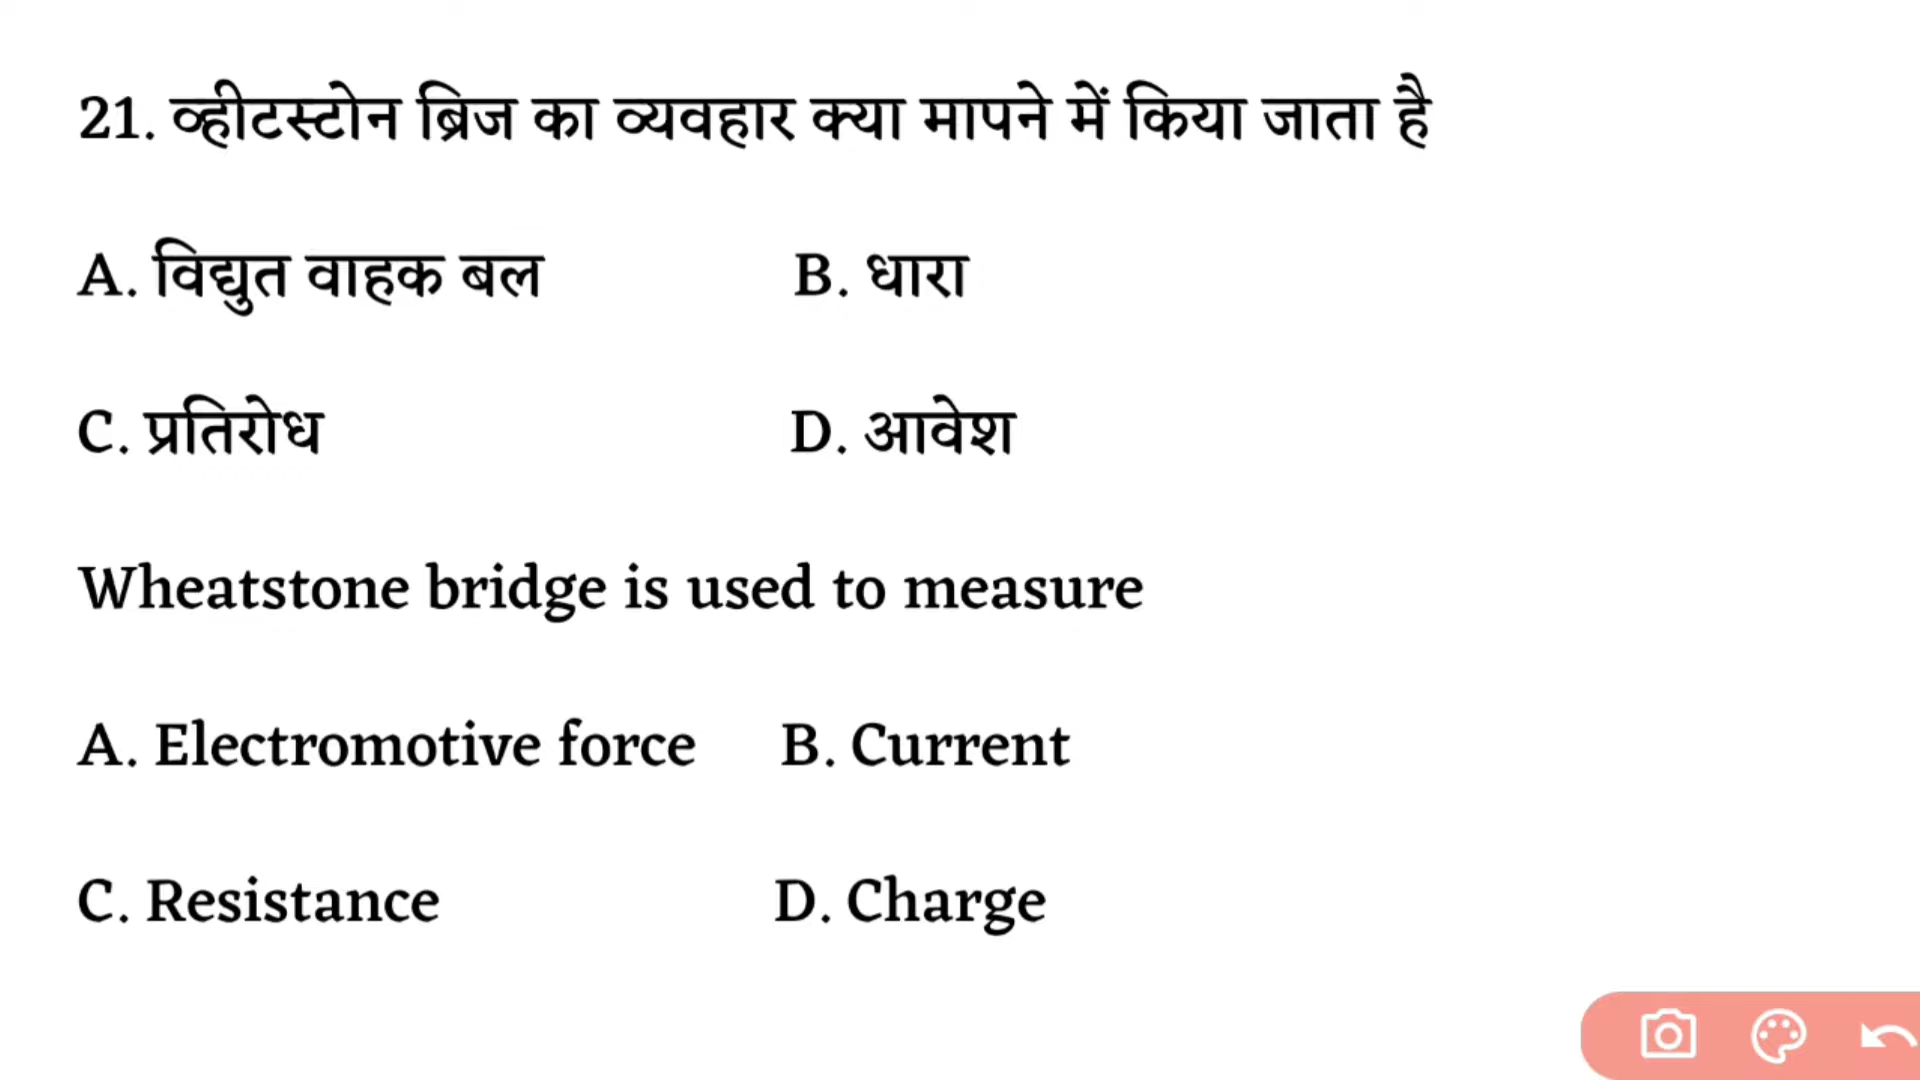 21. व्हीटस्टोन ब्रिज का व्यवहार क्या मापने में किया जाता है
A. विद्युत वाहक बल B. धारा
C. प्रतिरोध D. आवेश
Wheatstone bridge is used to measure
A. Electromotive force B. Current
C. Resistance D. Charge